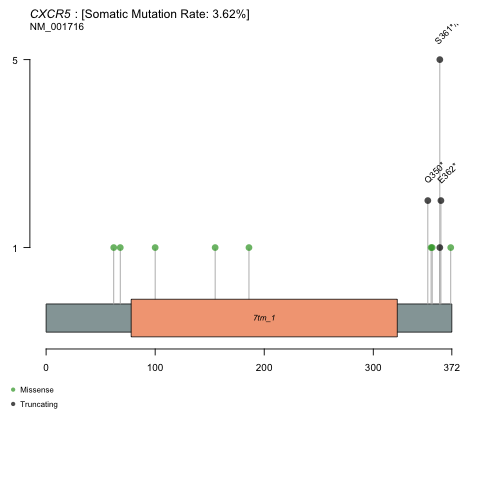 CXCR5 : [Somatic Mutation Rate: 3.62%]
NM_001716
S361*/
5
Q350*
E362*
1
7tm_1
0 100 200 300 372
Missense
Truncating